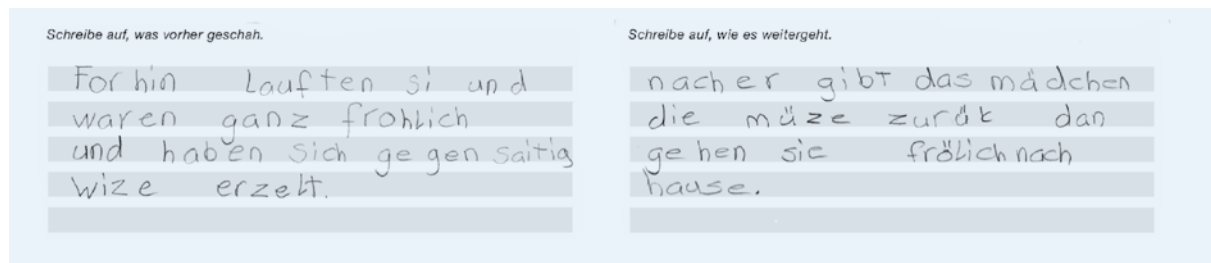 Schreibe auf, was vorher geschah.
For hin Lauften si und
waren ganz frohlich
und haben sich gegen saitig
wize erzelt.
Schreibe auf, wie es weitergeht.
nacher gibt das mädchen
die müze zurük dan
gehen sie frölich nach
hause.